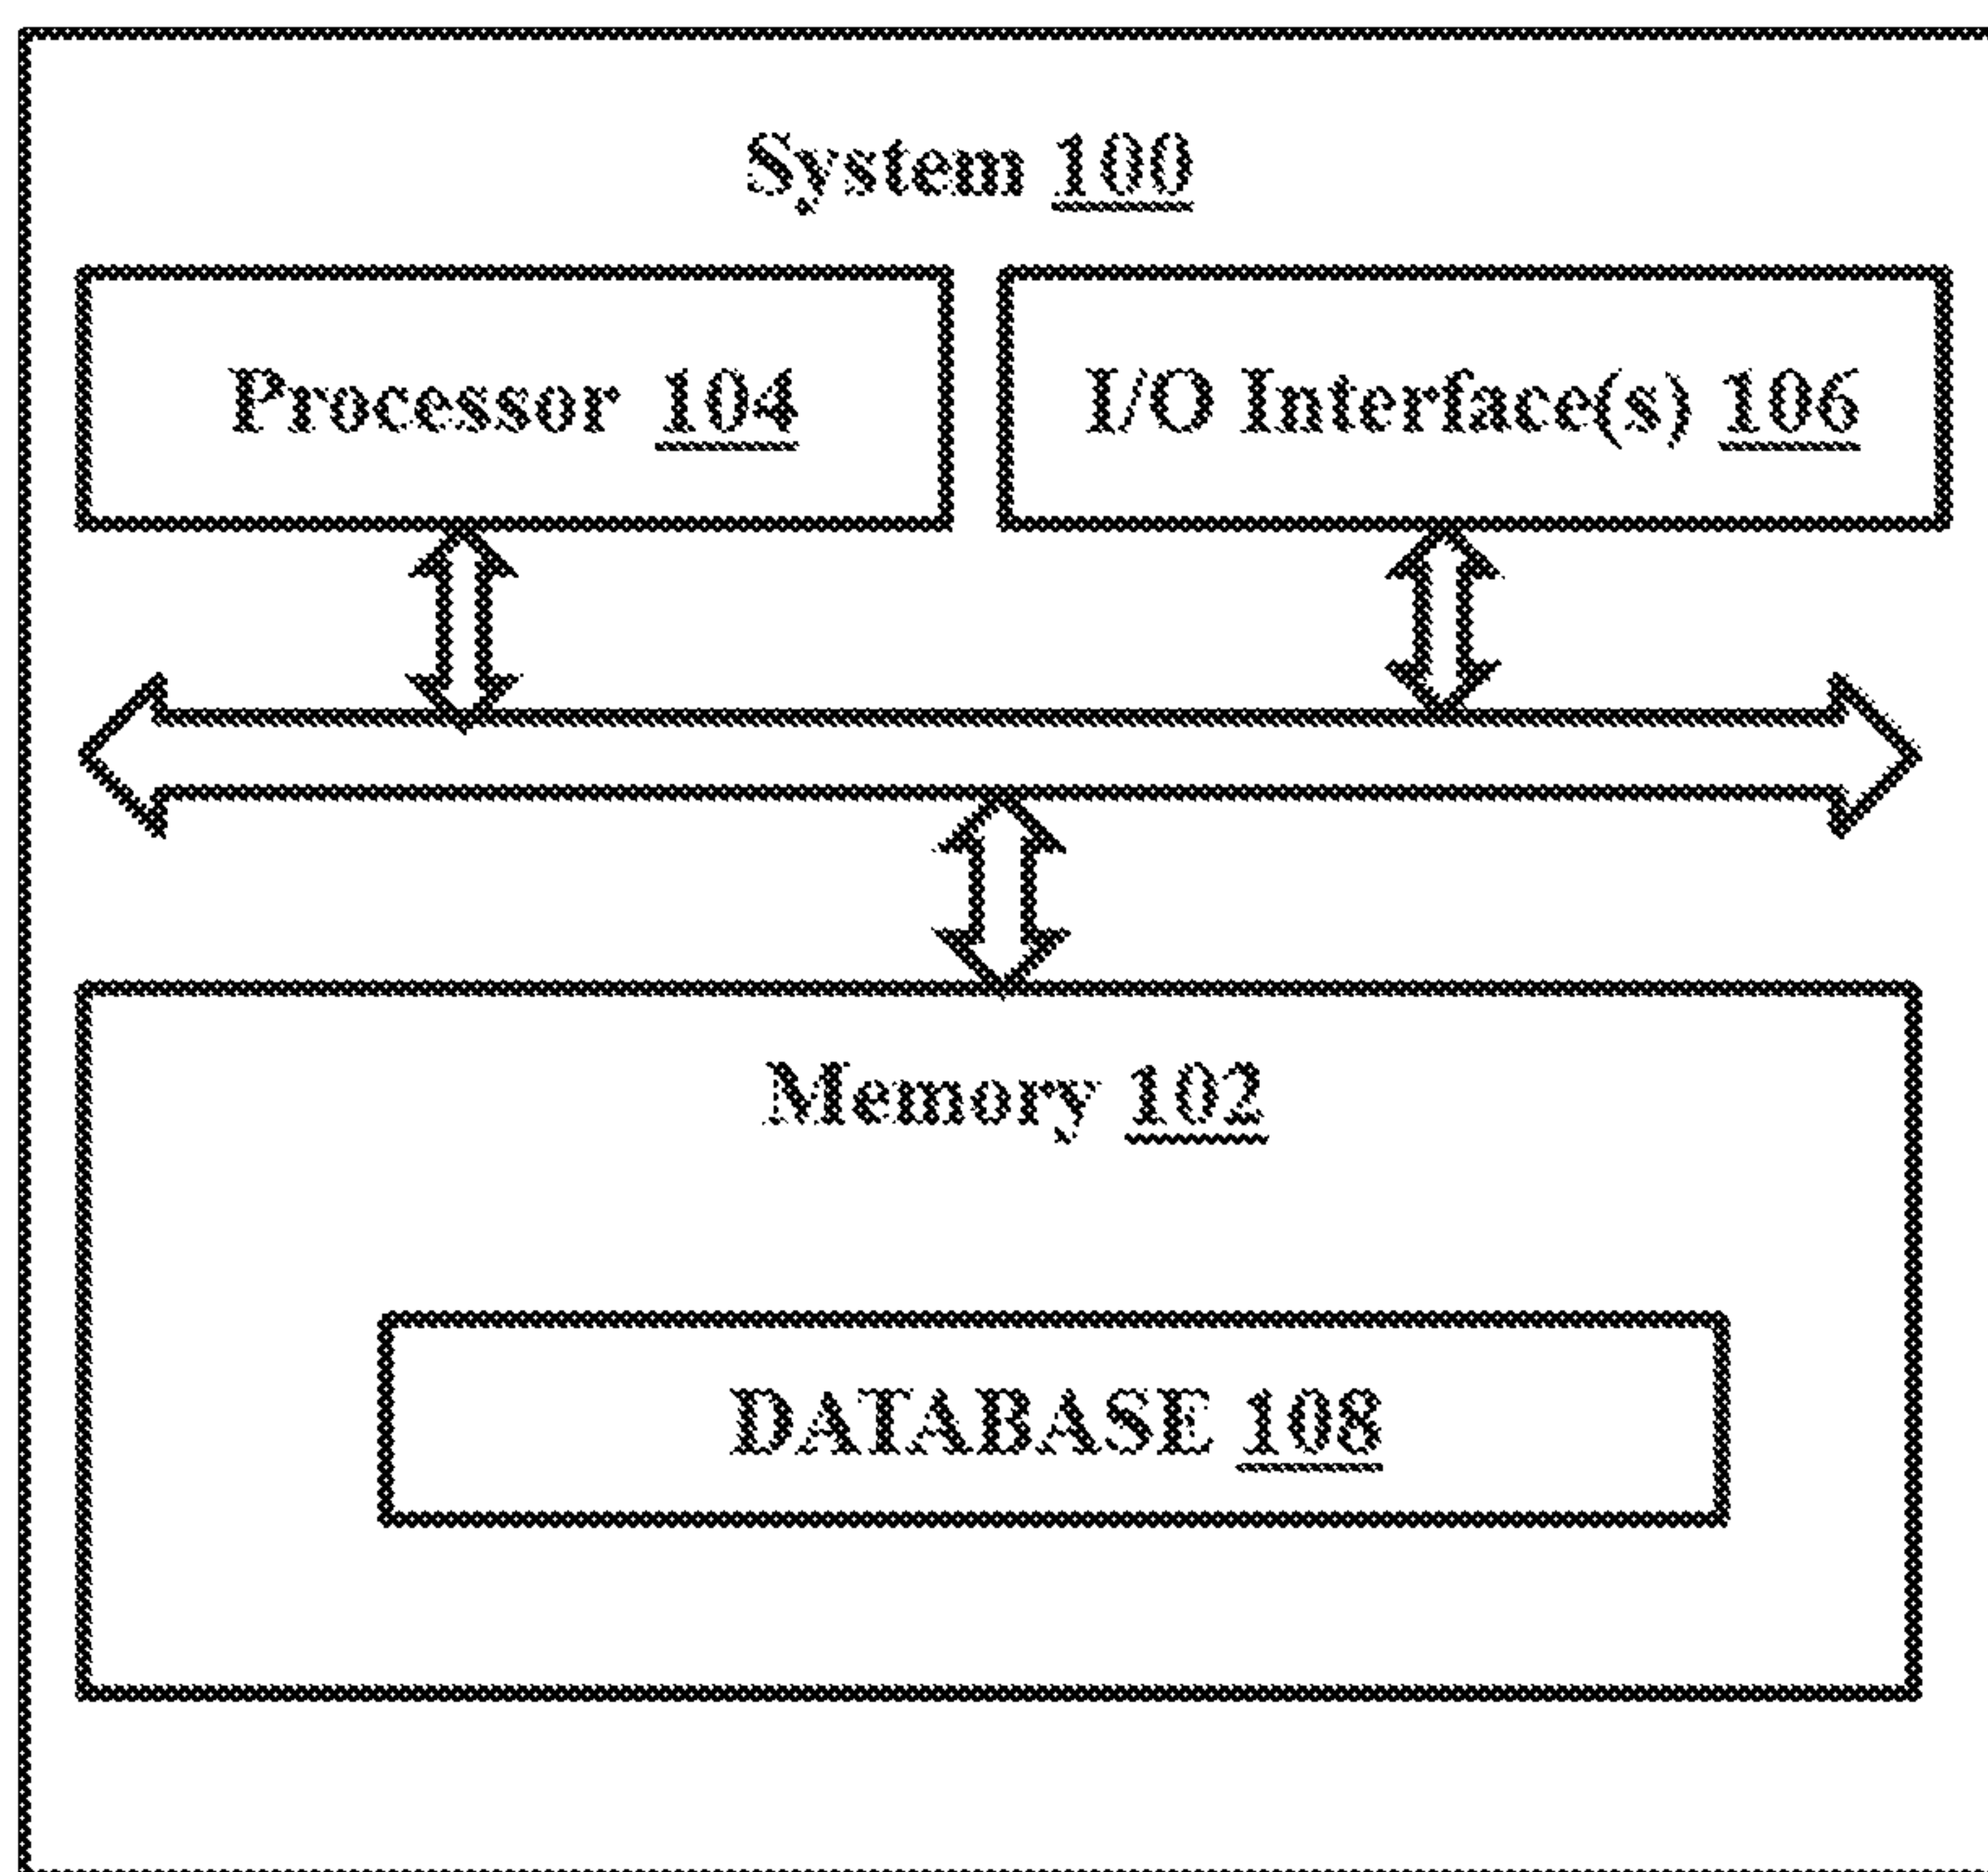 System 100
Processor 104
I/O Interface(s) 106
Memory 102
DATABASE 108